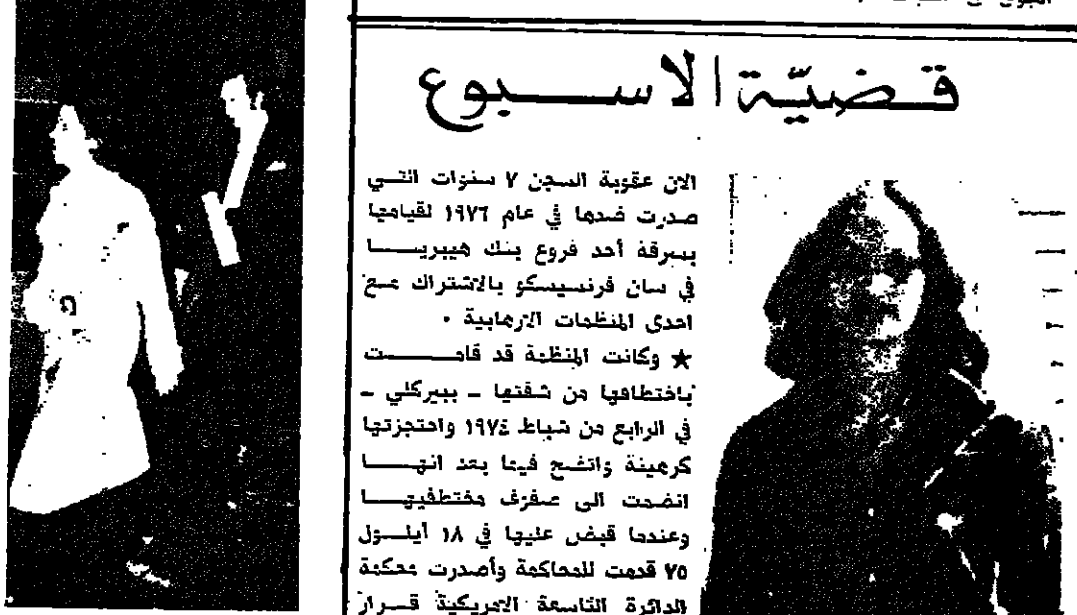 قضيّة الاسبوع
الان عقوبة السجن ٧ سنوات التي
صدرت ضدها في عام ١٩٧٦ لقيامها
بسرقة أحد فروع بنك هيبريا
في سان فرنسيسكو بالاشتراك مع
احدى المنظمات الارهابية .
★ وكانت المنظمة قد قامت
باختطافها من شقتها - ببيركلي -
في الرابع من شباط ١٩٧٤ واحتجزتها
كرهينة واتضح فيما بعد انها
انضمت الى صفوف مختطفيها
وعندما قبض عليها في ١٨ أيلول
٧٥ قدمت للمحاكمة وأصدرت محكمة
الدائرة التاسعة الامريكية قرار